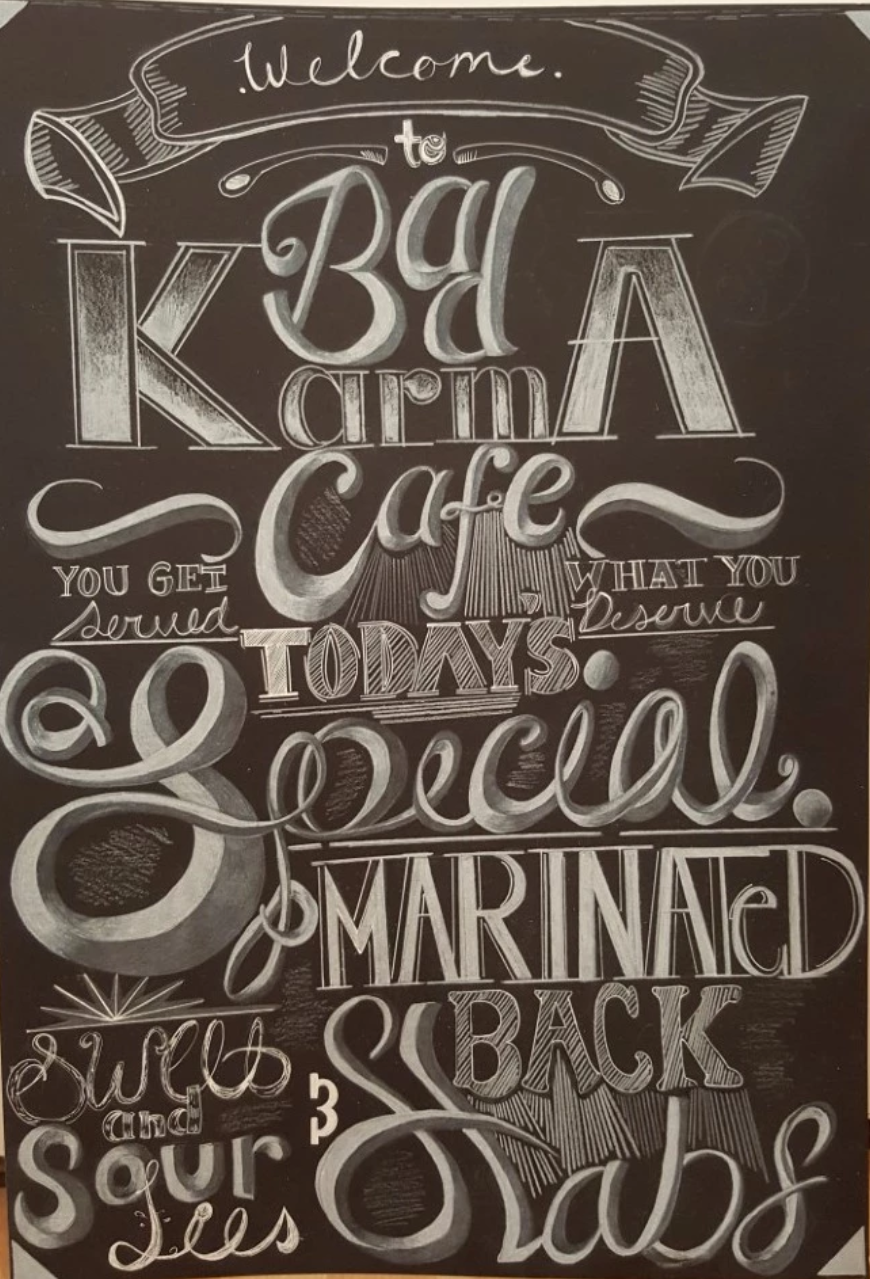 .Welcome.
to
Bad
KarmA
Cafe
YOU GET
Served
WHAT YOU
Deserve
TODAY'S
Special.
MARINATeD
BACK
Stabs
&
Sweet
and
Sour
Lies